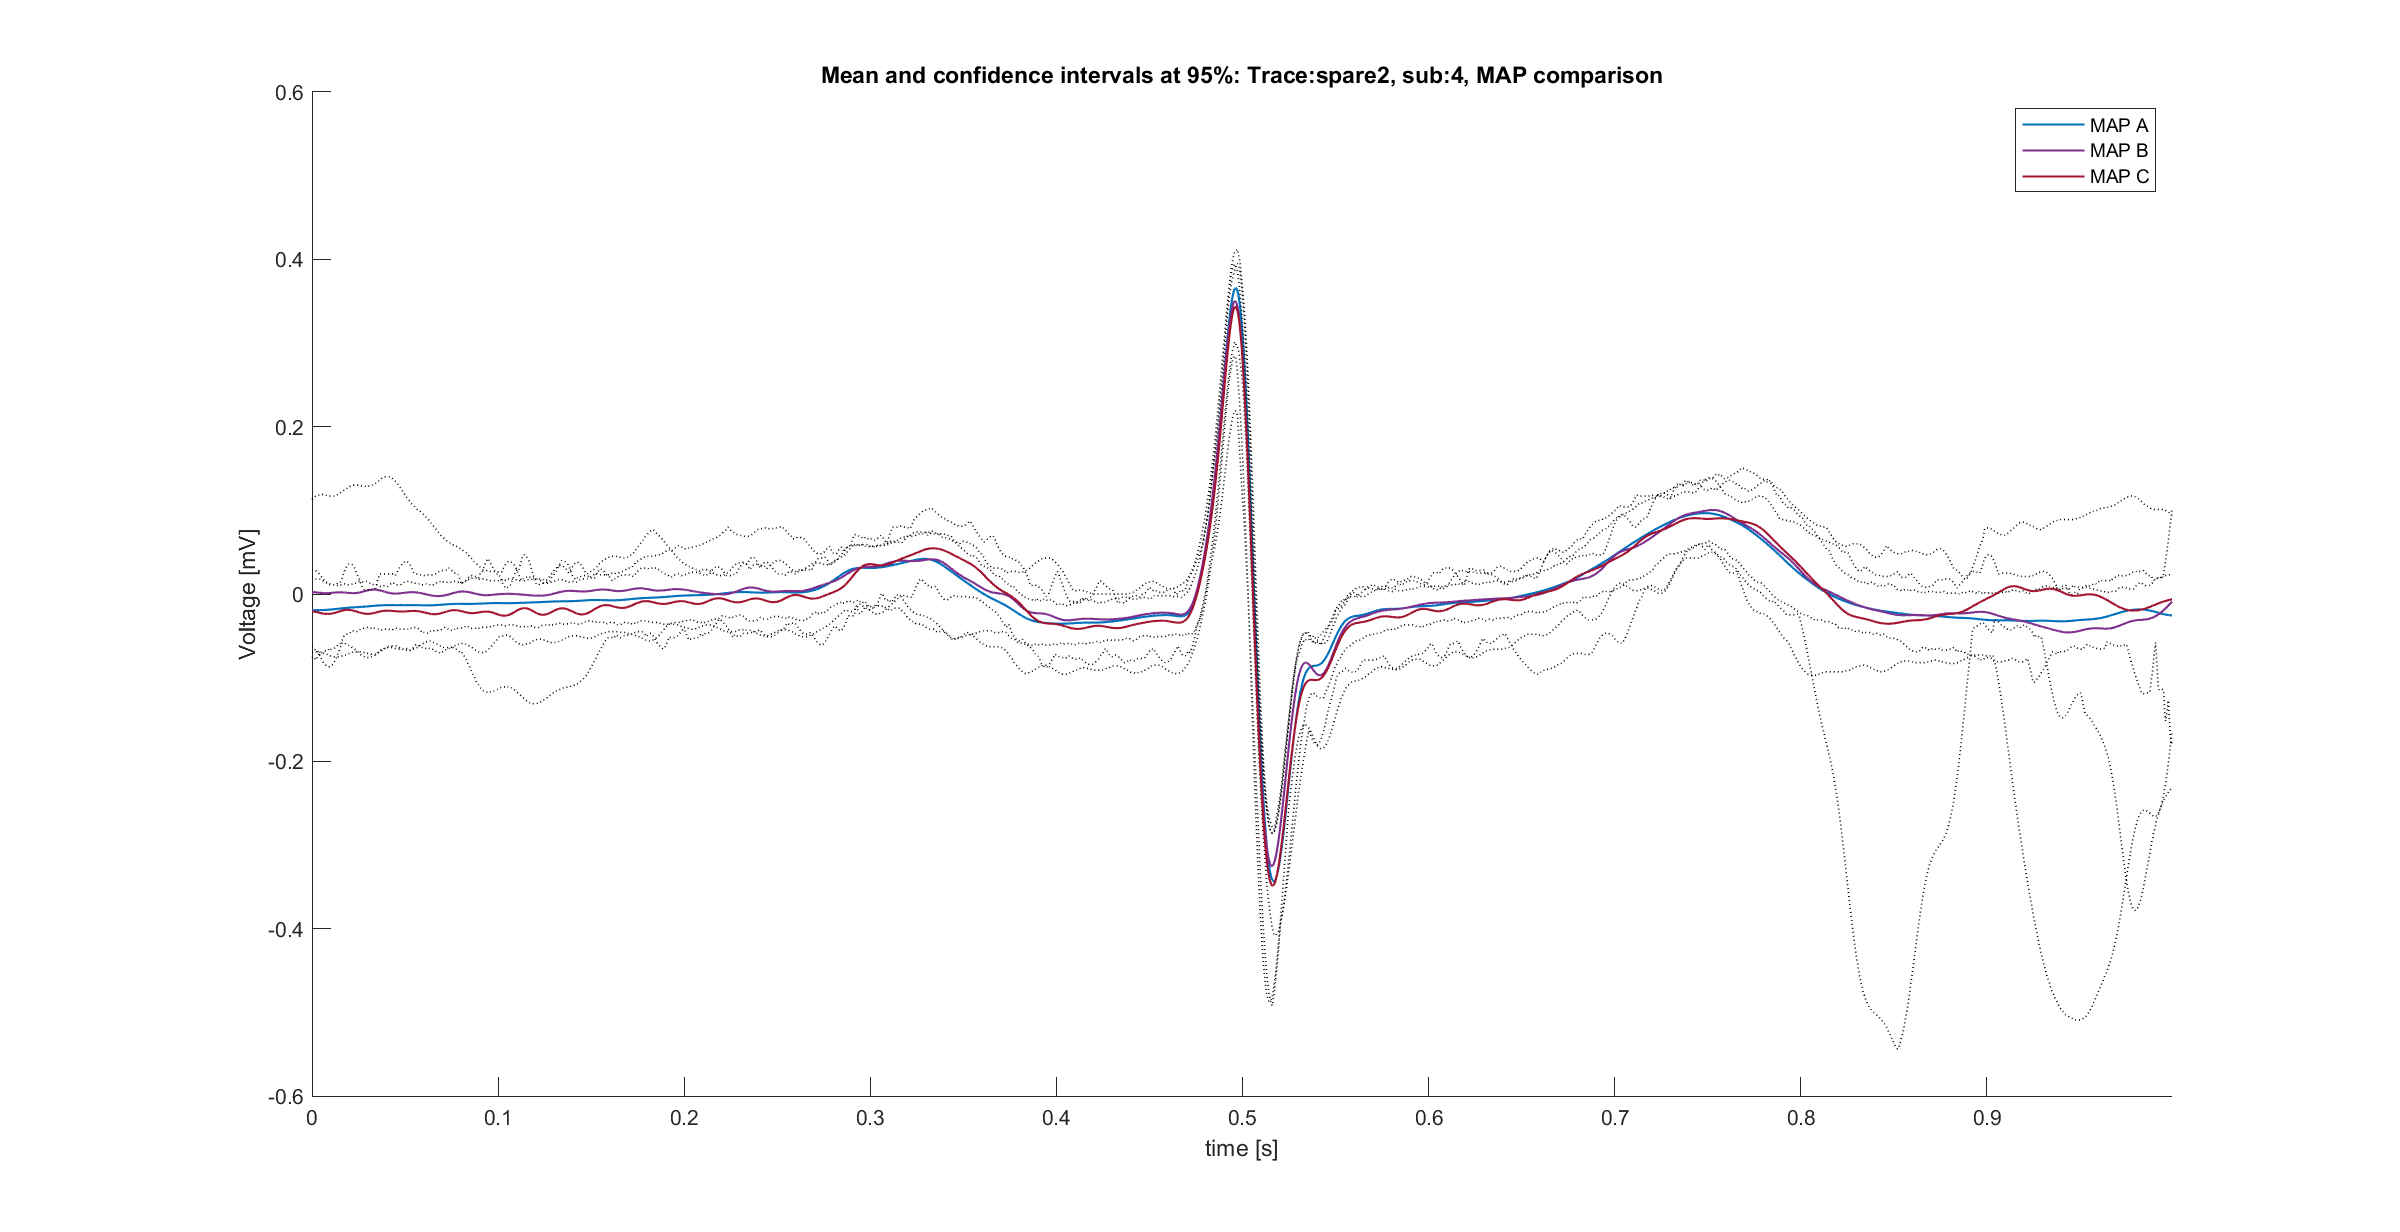 Mean and confidence intervals at 95%: Trace:spare2, sub:4, MAP comparison
MAP A
MAP B
MAP C
Voltage [mV]
0.6
0.4
0.2
0
-0.2
-0.4
-0.6
0 0.1 0.2 0.3 0.4 0.5 0.6 0.7 0.8 0.9
time [s]